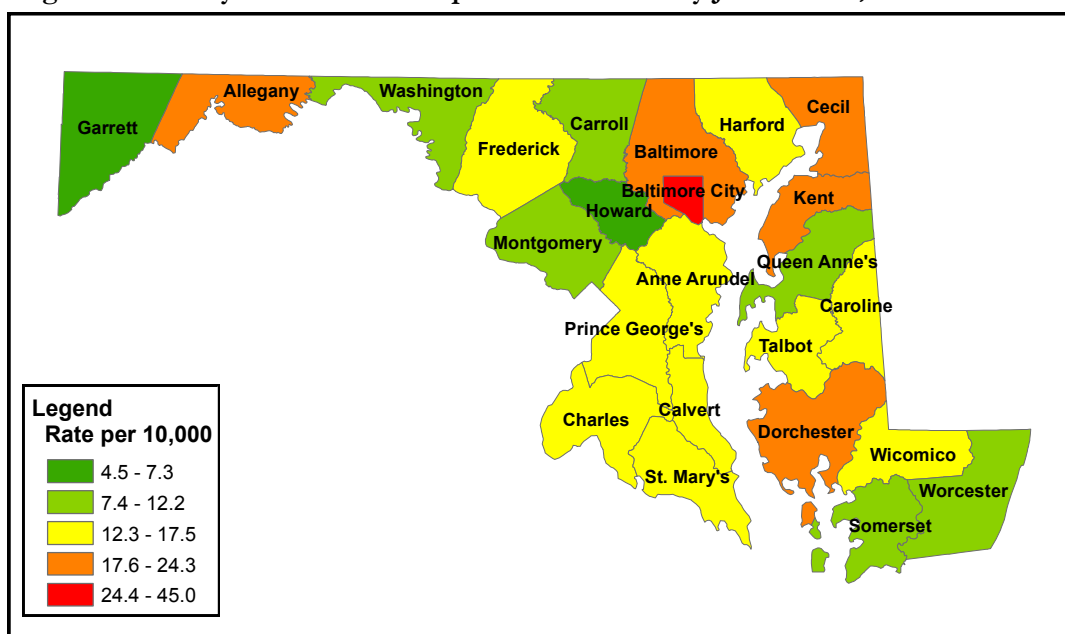 Garrett
Allegany
Washington
Frederick
Carroll
Baltimore
Harford
Cecil
Baltimore City
Howard
Kent
Montgomery
Queen Anne's
Anne Arundel
Caroline
Prince George's
Talbot
Charles
Calvert
Dorchester
St. Mary's
Wicomico
Worcester
Somerset
Legend
Rate per 10,000
4.5 - 7.3
7.4 - 12.2
12.3 - 17.5
17.6 - 24.3
24.4 - 45.0